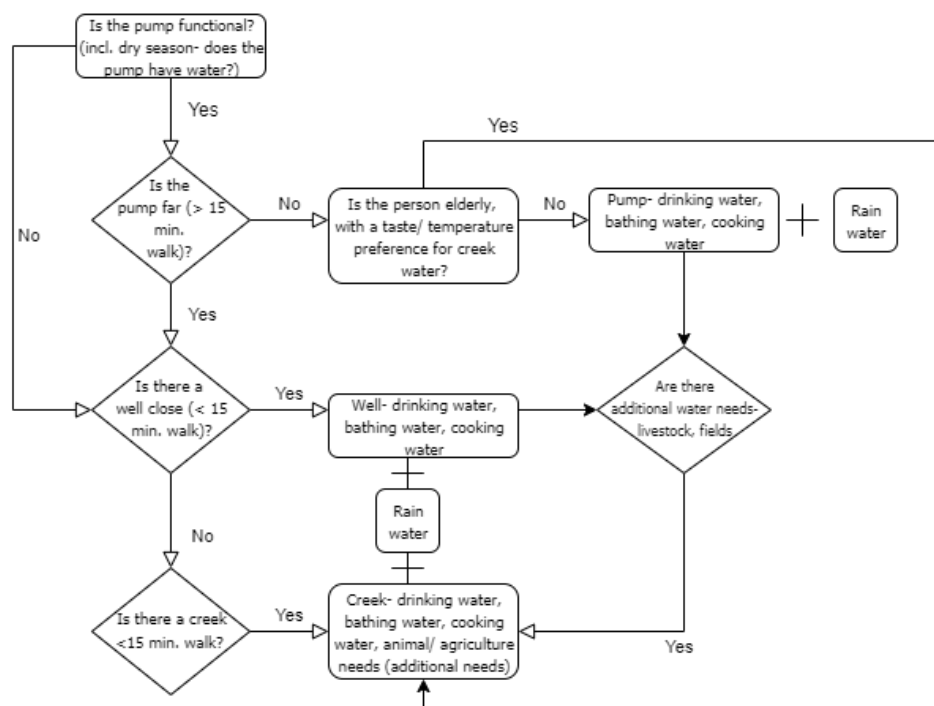 Is the pump functional?
(incl. dry season- does the
pump have water?)
Yes
Yes
No
Is the
pump far (> 15
min.
walk)?
No
Is the person elderly,
with a taste/ temperature
preference for creek
water?
No
Pump- drinking water,
bathing water, cooking
water
Rain
water
Yes
Is there a
well close (< 15
min. walk)?
Yes
Well- drinking water,
bathing water, cooking
water
Are there
additional water needs-
livestock, fields
Rain
water
No
Is there a creek
<15 min. walk?
Yes
Creek- drinking water,
bathing water, cooking
water, animal/ agriculture
needs (additional needs)
Yes